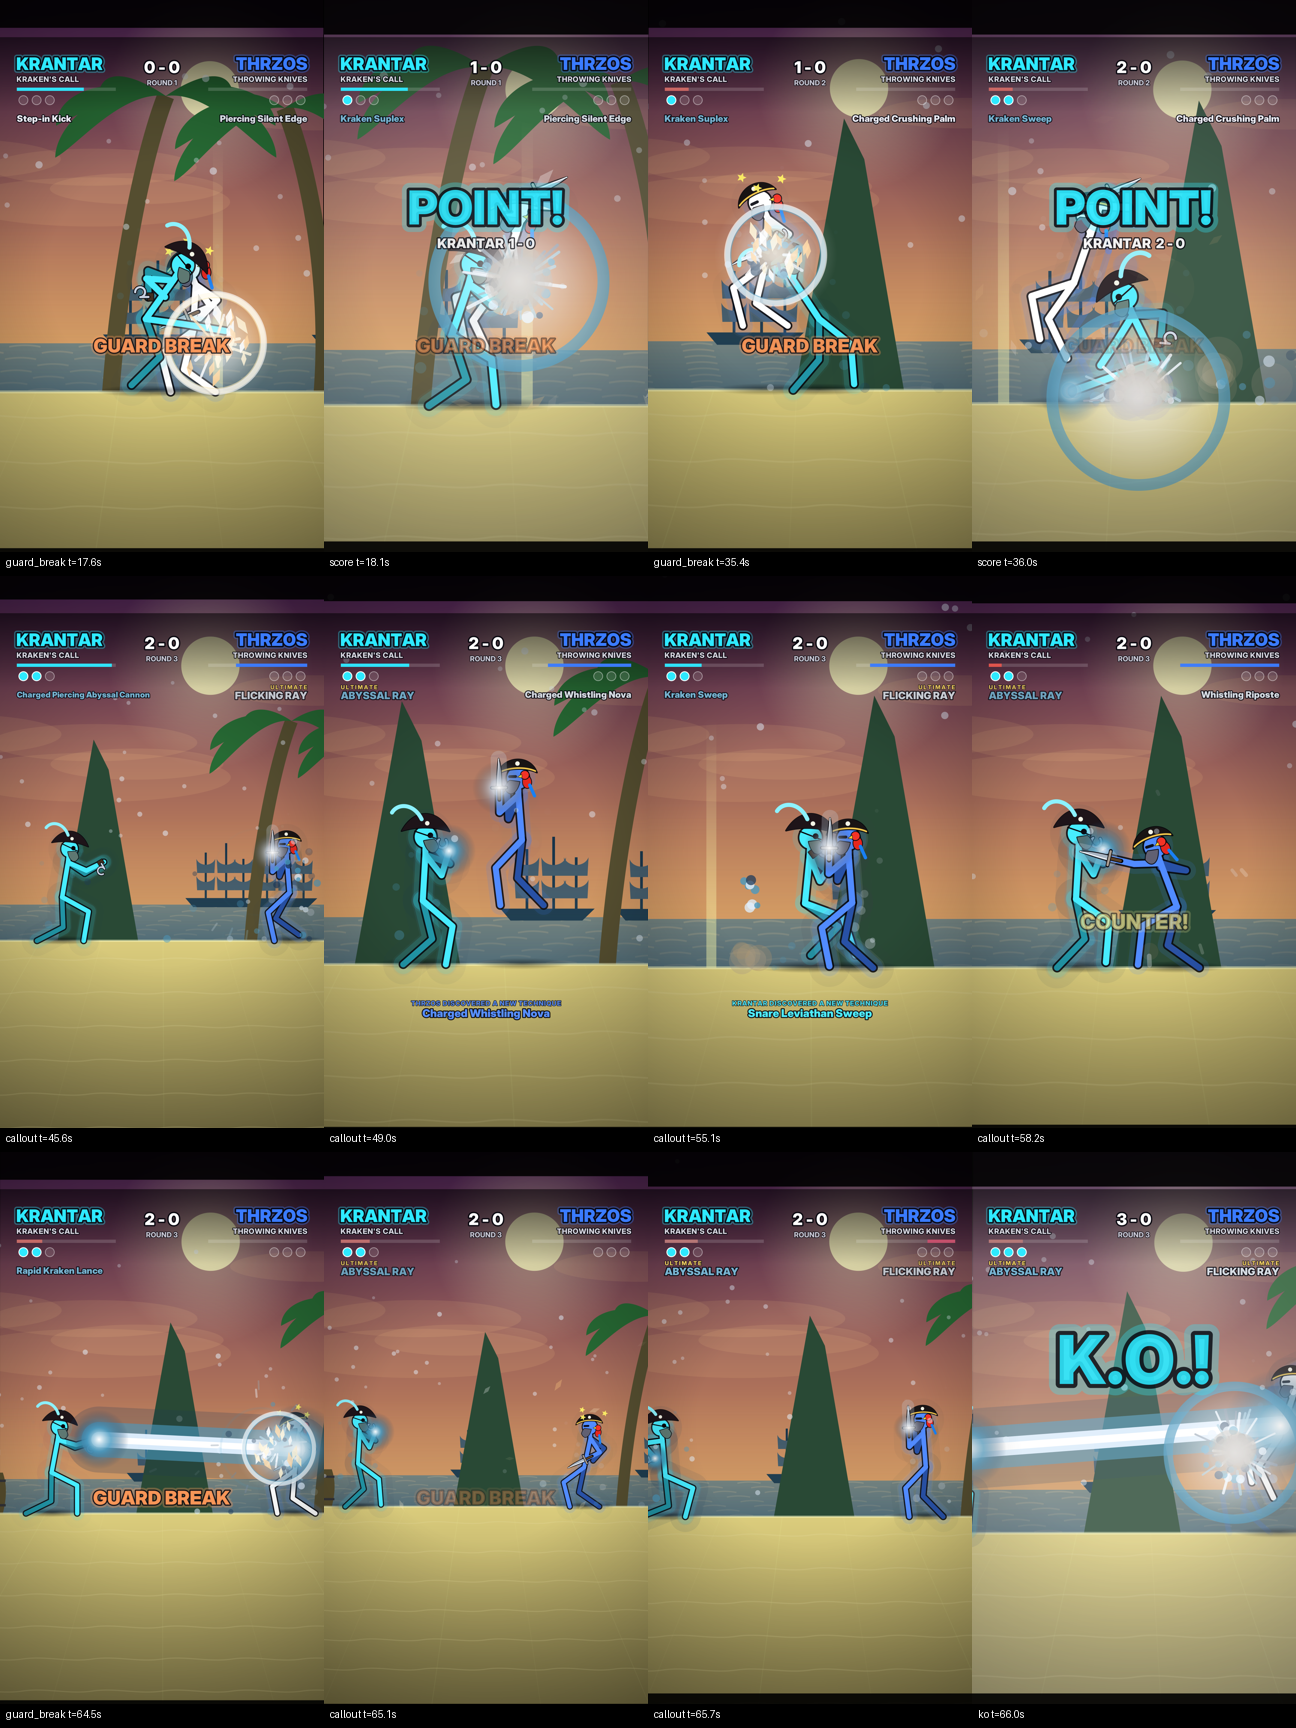 KRANTAR
0-0
THRZOS
KRAKEN'S CALL
ROUND 1
THROWING KNIVES
Step-in Kick
Piercing Silent Edge
GUARD BREAK
guard_break t=17.6s
KRANTAR
1-0
THRZOS
KRAKEN'S CALL
ROUND 1
THROWING KNIVES
Kraken Suplex
Piercing Silent Edge
POINT!
KRANTAR 1-0
GUARD BREAK
score t=18.1s
KRANTAR
1-0
THRZOS
KRAKEN'S CALL
ROUND 2
THROWING KNIVES
Kraken Suplex
Charged Crushing Palm
GUARD BREAK
guard_break t=35.4s
KRANTAR
2-0
THRZOS
KRAKEN'S CALL
ROUND 2
THROWING KNIVES
Kraken Sweep
Charged Crushing Palm
POINT!
KRANTAR 2-0
GUARD BREAK
score t=36.0s
KRANTAR
2-0
THRZOS
KRAKEN'S CALL
ROUND 3
THROWING KNIVES
ULTIMATE
Charged Piercing Abyssal Cannon
FLICKING RAY
callout t=45.6s
KRANTAR
2-0
THRZOS
KRAKEN'S CALL
ROUND 3
THROWING KNIVES
ULTIMATE
ABYSSAL RAY
Charged Whistling Nova
THRZOS DISCOVERED A NEW TECHNIQUE
Charged Whistling Nova
callout t=49.0s
KRANTAR
2-0
THRZOS
KRAKEN'S CALL
ROUND 3
THROWING KNIVES
ULTIMATE
Kraken Sweep
FLICKING RAY
KRANTAR DISCOVERED A NEW TECHNIQUE
Snare Leviathan Sweep
callout t=55.1s
KRANTAR
2-0
THRZOS
KRAKEN'S CALL
ROUND 3
THROWING KNIVES
ULTIMATE
ABYSSAL RAY
Whistling Riposte
COUNTER!
callout t=58.2s
KRANTAR
2-0
THRZOS
KRAKEN'S CALL
ROUND 3
THROWING KNIVES
Rapid Kraken Lance
GUARD BREAK
guard_break t=64.5s
KRANTAR
2-0
THRZOS
KRAKEN'S CALL
ROUND 3
THROWING KNIVES
ULTIMATE
ABYSSAL RAY
GUARD BREAK
callout t=65.1s
KRANTAR
2-0
THRZOS
KRAKEN'S CALL
ROUND 3
THROWING KNIVES
ULTIMATE
ULTIMATE
ABYSSAL RAY
FLICKING RAY
callout t=65.7s
KRANTAR
3-0
THRZOS
KRAKEN'S CALL
ROUND 3
THROWING KNIVES
ULTIMATE
ULTIMATE
ABYSSAL RAY
FLICKING RAY
K.O.!
ko t=66.0s